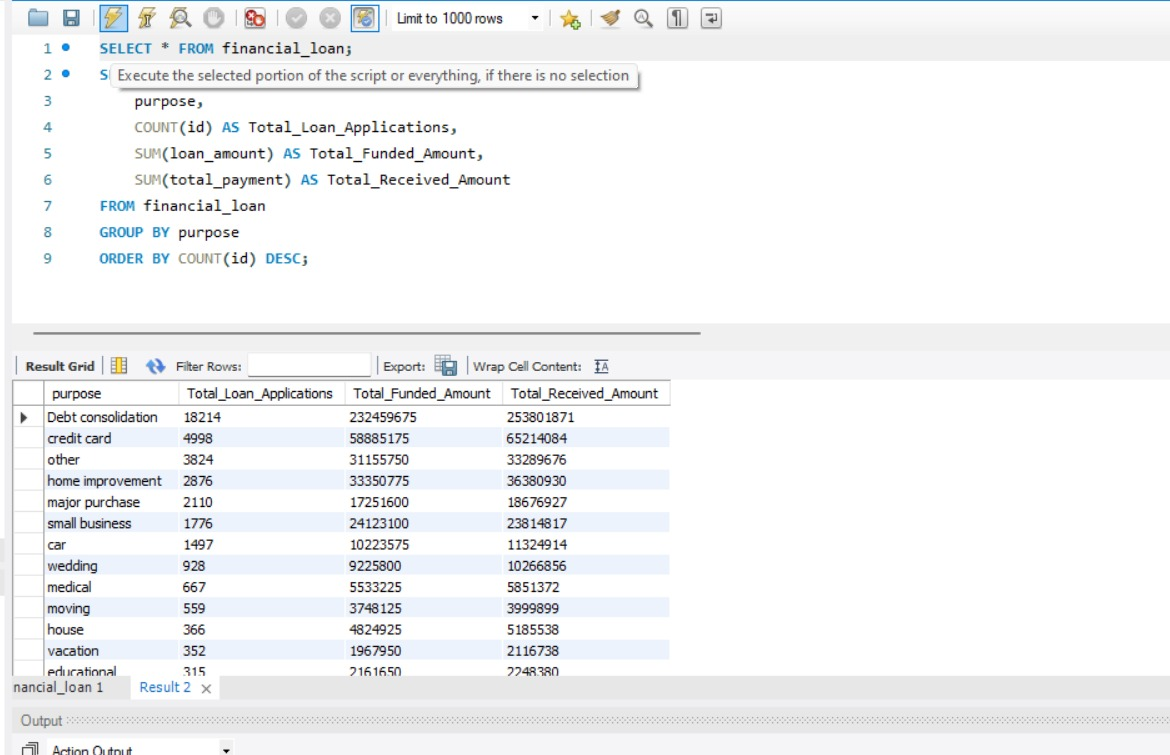 Limit to 1000 rows
1 SELECT * FROM financial_loan;
2 S Execute the selected portion of the script or everything, if there is no selection
3 purpose,
4 COUNT(id) AS Total_Loan_Applications,
5 SUM(loan_amount) AS Total_Funded_Amount,
6 SUM(total_payment) AS Total_Received_Amount
7 FROM financial_loan
8 GROUP BY purpose
9 ORDER BY COUNT(id) DESC;
Result Grid Filter Rows: Export: Wrap Cell Content: IA
purpose Total_Loan_Applications Total_Funded_Amount Total_Received_Amount
Debt consolidation 18214 232459675 253801871
credit card 4998 58885175 65214084
other 3824 31155750 33289676
home improvement 2876 33350775 36380930
major purchase 2110 17251600 18676927
small business 1776 24123100 23814817
car 1497 10223575 11324914
wedding 928 9225800 10266856
medical 667 5533225 5851372
moving 559 3748125 3999899
house 366 4824925 5185538
vacation 352 1967950 2116738
educational 315 2161650 2248380
nancial_loan 1 Result 2
Output
Action Output